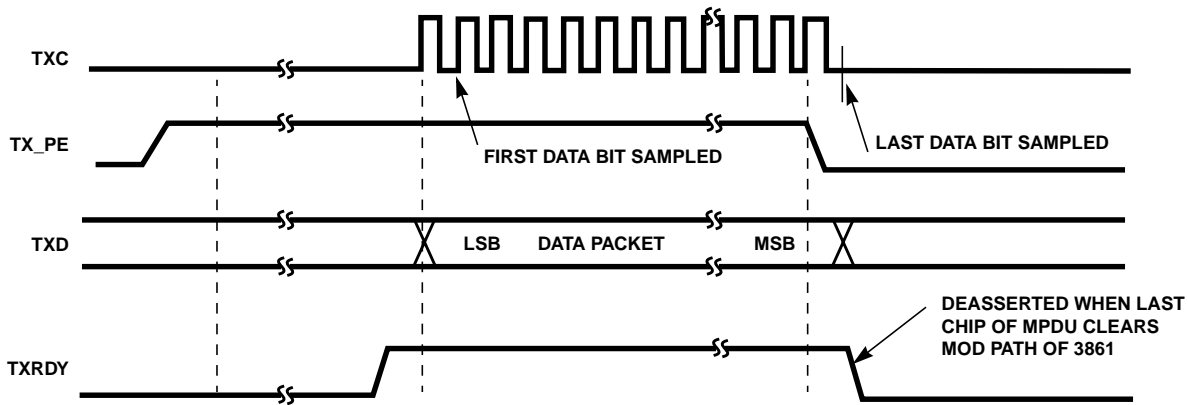 TXC
TX_PE
FIRST DATA BIT SAMPLED
LAST DATA BIT SAMPLED
TXD
LSB DATA PACKET MSB
TXRDY
DEASSERTED WHEN LAST
CHIP OF MPDU CLEARS
MOD PATH OF 3861